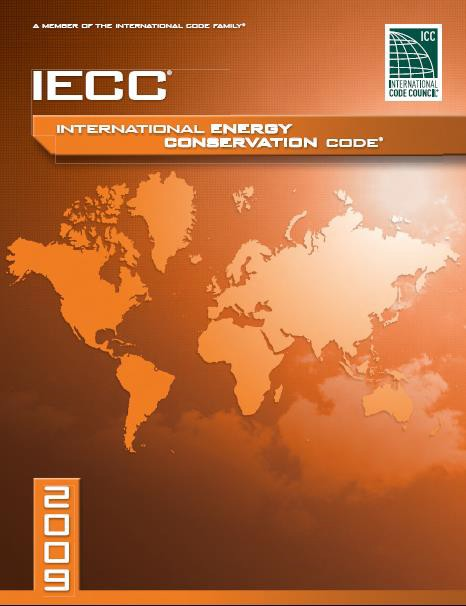 A MEMBER OF THE INTERNATIONAL CODE FAMILY®
ICC
INTERNATIONAL
CODE COUNCIL®
IECC®
INTERNATIONAL ENERGY
CONSERVATION CODE®
2009